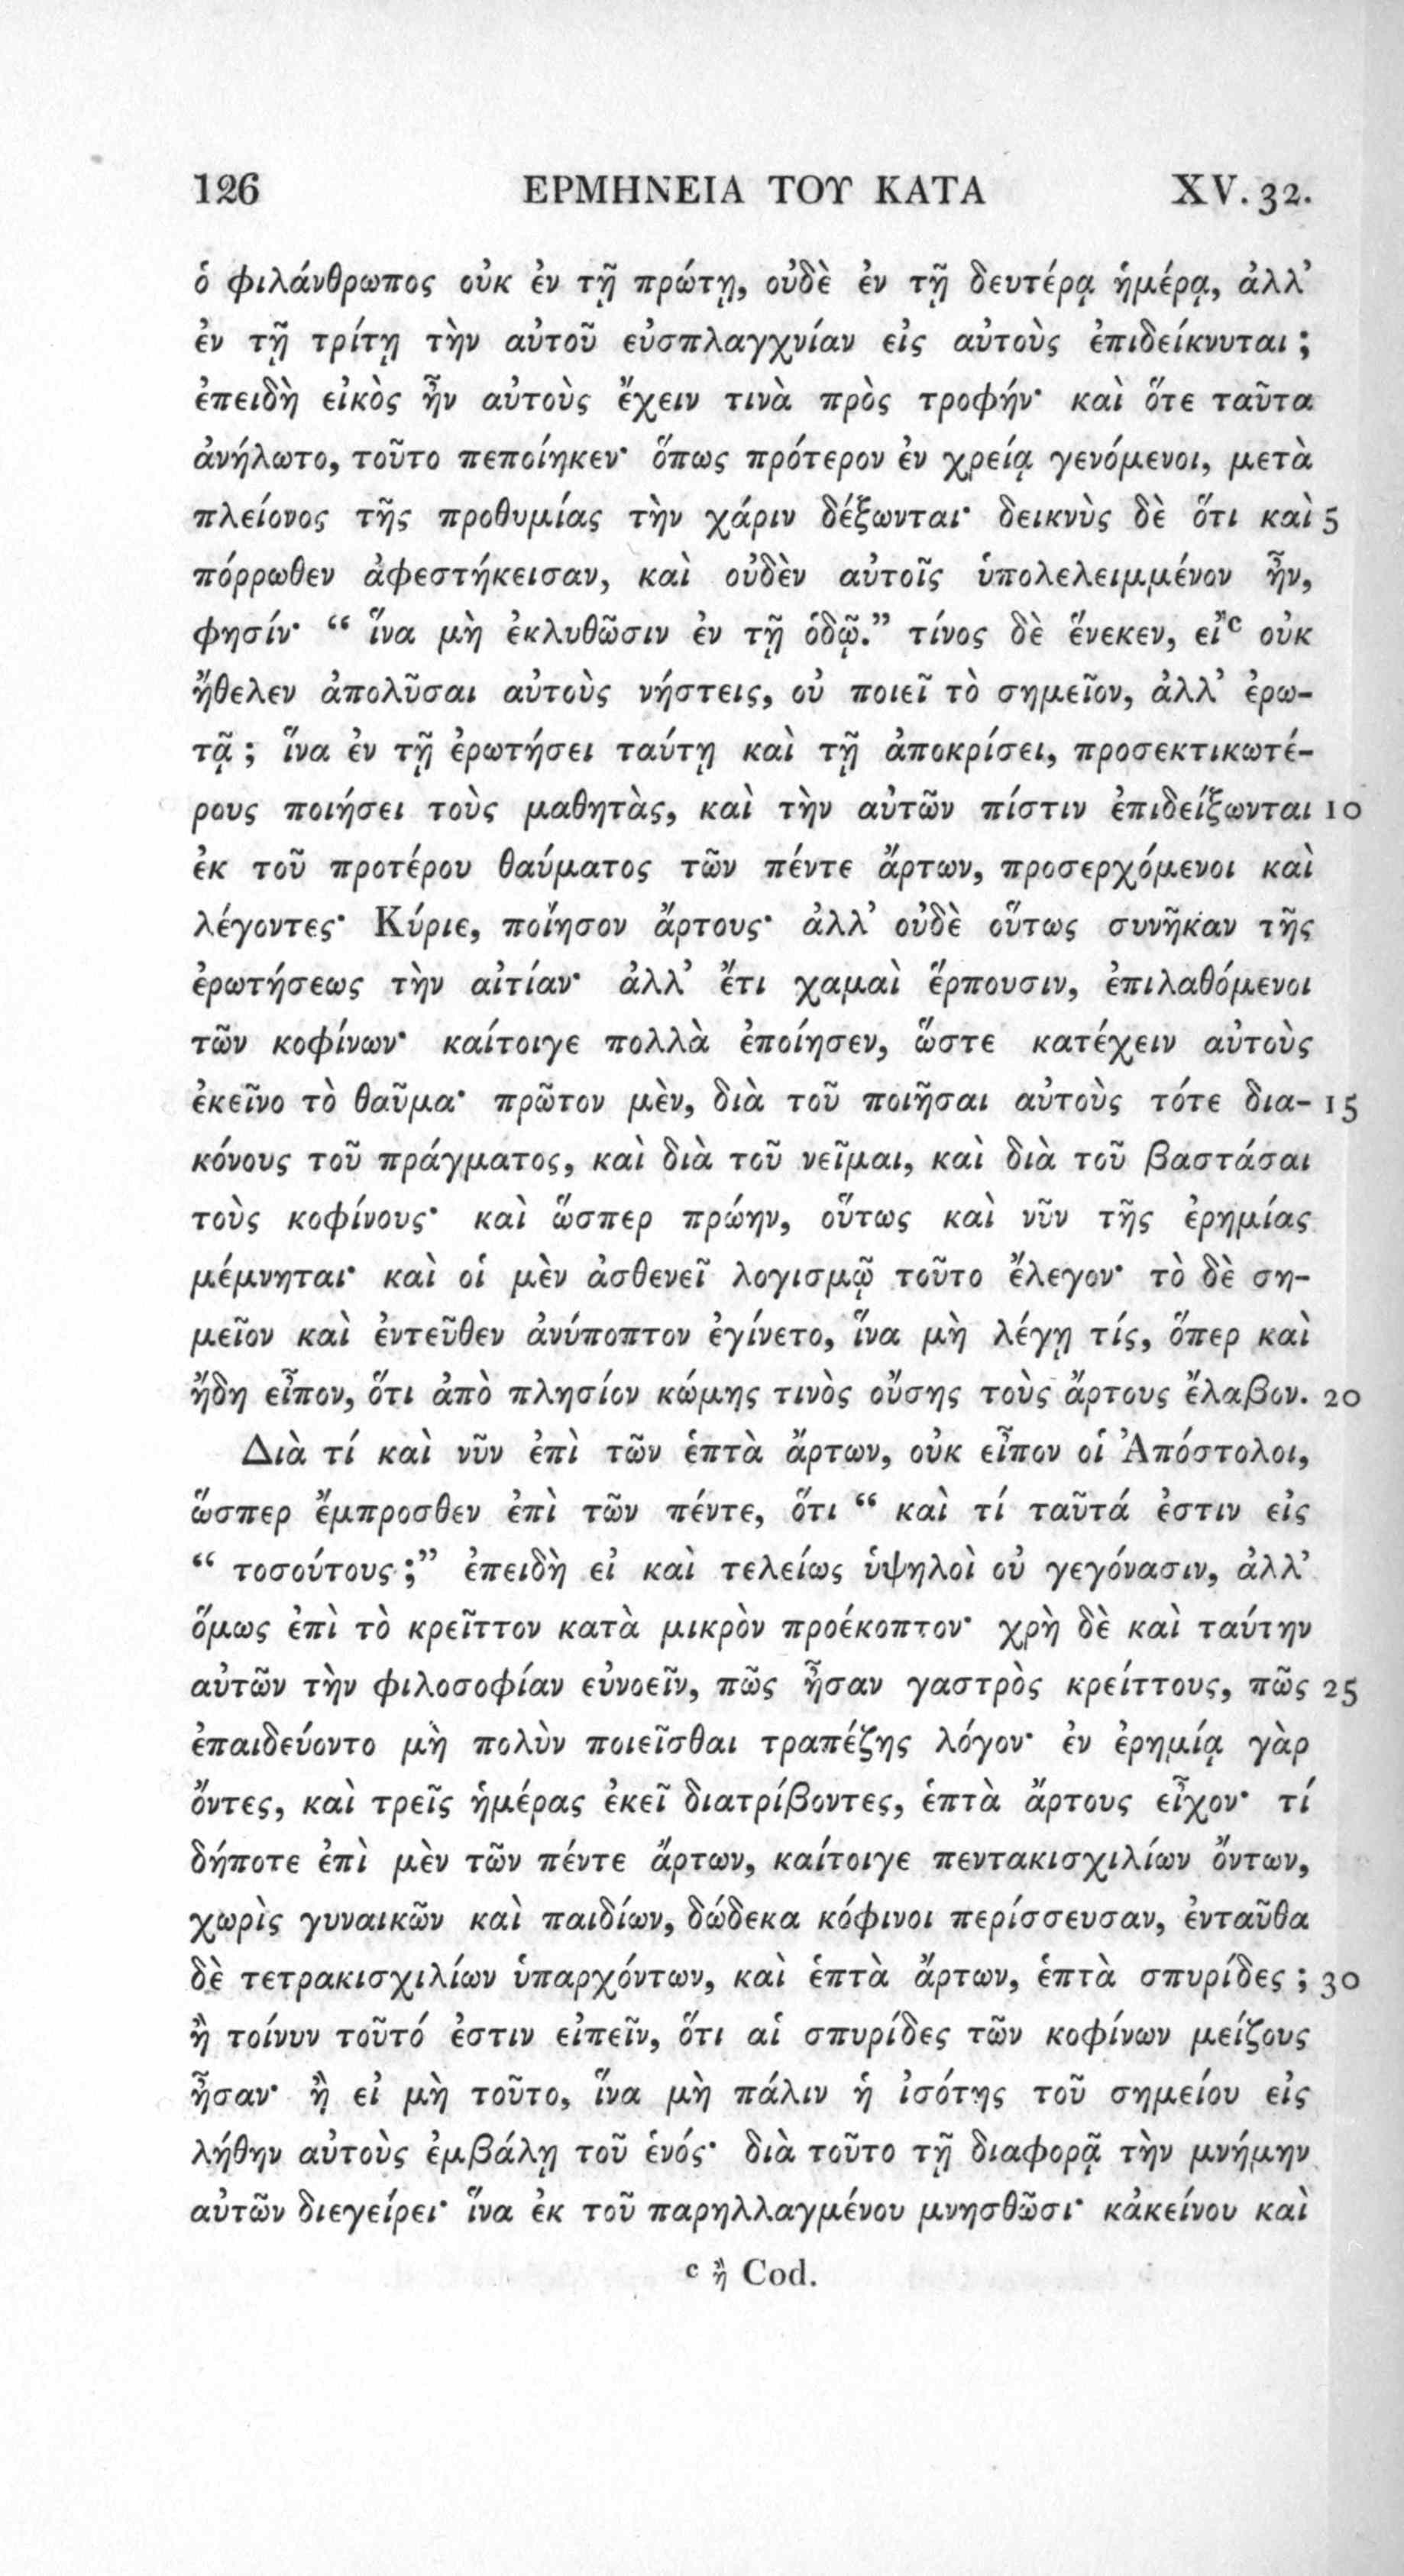 126 ΕΡΜΗΝΕΙΑ ΤΟΥ ΚΑΤΑ XV. 32.
ὁ φιλάνθρωπος οὐκ ἐν τῇ πρώτῃ, οὐδὲ ἐν τῇ δευτέρᾳ ἡμέρᾳ, ἀλλ’
ἐν τῇ τρίτῃ τὴν αὐτοῦ εὐσπλαγχνίαν εἰς αὐτοὺς ἐπιδείκνυται ;
ἐπειδὴ εἰκὸς ἦν αὐτοὺς ἔχειν τινὰ πρὸς τροφήν· καὶ ὅτε ταῦτα
ἀνήλωτο, τοῦτο πεποίηκεν· ὅπως πρότερον ἐν χρείᾳ γενόμενοι, μετὰ
πλείονος τῆς προθυμίας τὴν χάριν δέξωνται· δεικνὺς δὲ ὅτι καὶ 5
πόρρωθεν ἀφεστήκεισαν, καὶ οὐδὲν αὐτοῖς ὑπολελειμμένον ἦν,
φησίν· “ ἵνα μὴ ἐκλυθῶσιν ἐν τῇ ὁδῷ.” τίνος δὲ ἕνεκεν, εἴ c οὐκ
ἤθελεν ἀπολῦσαι αὐτοὺς νήστεις, οὐ ποιεῖ τὸ σημεῖον, ἀλλ’ ἐρω-
τᾷ ; ἵνα ἐν τῇ ἐρωτήσει ταύτῃ καὶ τῇ ἀποκρίσει, προσεκτικωτέ-
ρους ποιήσει τοὺς μαθητὰς, καὶ τὴν αὐτῶν πίστιν ἐπιδείξωνται 10
ἐκ τοῦ προτέρου θαύματος τῶν πέντε ἄρτων, προσερχόμενοι καὶ
λέγοντες· Κύριε, ποίησον ἄρτους· ἀλλ’ οὐδὲ οὕτως συνῆκαν τῆς
ἐρωτήσεως τὴν αἰτίαν· ἀλλ’ ἔτι χαμαὶ ἕρπουσιν, ἐπιλαθόμενοι
τῶν κοφίνων· καίτοιγε πολλὰ ἐποίησεν, ὥστε κατέχειν αὐτοὺς
ἐκεῖνο τὸ θαῦμα· πρῶτον μὲν, διὰ τοῦ ποιῆσαι αὐτοὺς τότε δια- 15
κόνους τοῦ πράγματος, καὶ διὰ τοῦ νεῖμαι, καὶ διὰ τοῦ βαστάσαι
τοὺς κοφίνους· καὶ ὥσπερ πρώην, οὕτως καὶ νῦν τῆς ἐρημίας
μέμνηται· καὶ οἱ μὲν ἀσθενεῖ λογισμῷ τοῦτο ἔλεγον· τὸ δὲ ση-
μεῖον καὶ ἐντεῦθεν ἀνύποπτον ἐγίνετο, ἵνα μὴ λέγῃ τίς, ὅπερ καὶ
ἤδη εἶπον, ὅτι ἀπὸ πλησίον κώμης τινὸς οὔσης τοὺς ἄρτους ἔλαβον. 20
Διὰ τί καὶ νῦν ἐπὶ τῶν ἑπτὰ ἄρτων, οὐκ εἶπον οἱ Ἀπόστολοι,
ὥσπερ ἔμπροσθεν ἐπὶ τῶν πέντε, ὅτι “ καὶ τί ταῦτά ἐστιν εἰς
“ τοσούτους ;” ἐπειδὴ εἰ καὶ τελείως ὑψηλοὶ οὐ γεγόνασιν, ἀλλ’
ὅμως ἐπὶ τὸ κρεῖττον κατὰ μικρὸν προέκοπτον· χρὴ δὲ καὶ ταύτην
αὐτῶν τὴν φιλοσοφίαν εὐνοεῖν, πῶς ἦσαν γαστρὸς κρείττους, πῶς 25
ἐπαιδεύοντο μὴ πολὺν ποιεῖσθαι τραπέζης λόγον· ἐν ἐρημίᾳ γὰρ
ὄντες, καὶ τρεῖς ἡμέρας ἐκεῖ διατρίβοντες, ἑπτὰ ἄρτους εἶχον· τί
δήποτε ἐπὶ μὲν τῶν πέντε ἄρτων, καίτοιγε πεντακισχιλίων ὄντων,
χωρὶς γυναικῶν καὶ παιδίων, δώδεκα κόφινοι περίσσευσαν, ἐνταῦθα
δὲ τετρακισχιλίων ὑπαρχόντων, καὶ ἑπτὰ ἄρτων, ἑπτὰ σπυρίδες ; 30
ἢ τοίνυν τοῦτό ἐστιν εἰπεῖν, ὅτι αἱ σπυρίδες τῶν κοφίνων μείζους
ἦσαν· ἢ εἰ μὴ τοῦτο, ἵνα μὴ πάλιν ἡ ἰσότης τοῦ σημείου εἰς
λήθην αὐτοὺς ἐμβάλῃ τοῦ ἑνός· διὰ τοῦτο τῇ διαφορᾷ τὴν μνήμην
αὐτῶν διεγείρει· ἵνα ἐκ τοῦ παρηλλαγμένου μνησθῶσι· κἀκείνου καὶ
c ἢ Cod.